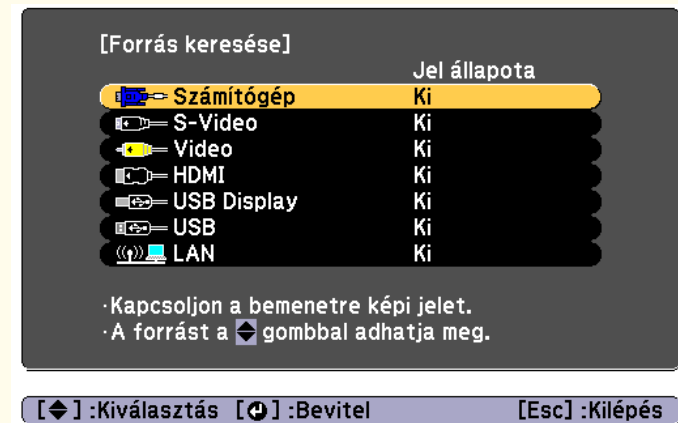 [Forrás keresése]
Jel állapota
Számítógép Ki
S-Video Ki
Video Ki
HDMI Ki
USB Display Ki
USB Ki
LAN Ki
·Kapcsoljon a bemenetre képi jelet.
·A forrást a gombbal adhatja meg.
[ ] :Kiválasztás [ ] :Bevitel [Esc] :Kilépés